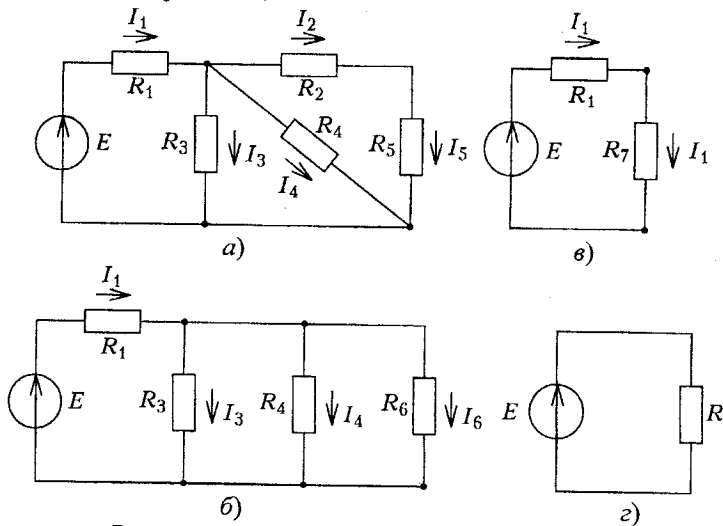 I₁
I₂
R₁
R₂
E
R₃
I₃
R₄
I₄
R₅
I₅
а)
I₁
R₁
E
R₇
I₁
в)
I₁
R₁
E
R₃
I₃
R₄
I₄
R₆
I₆
б)
E
R
г)